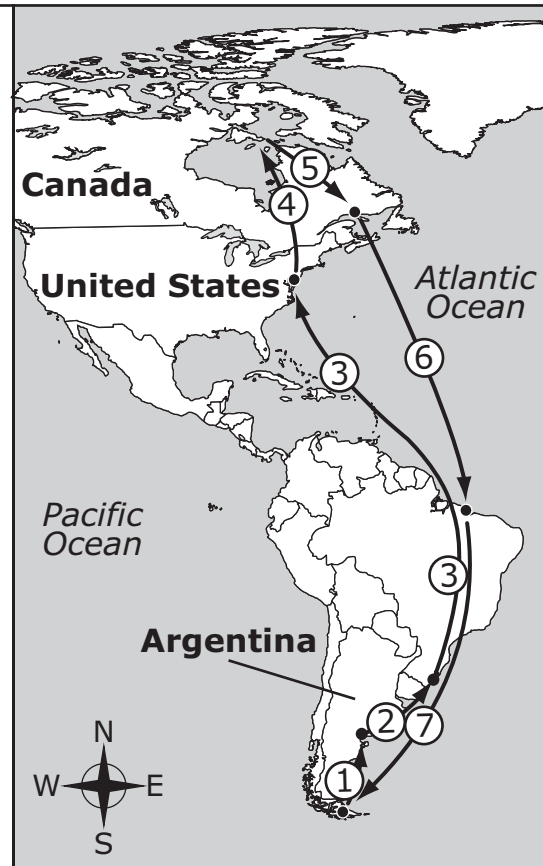 Canada
5
4
United States
Atlantic
Ocean
3
6
Pacific
Ocean
3
Argentina
2
7
1
N
W
E
S